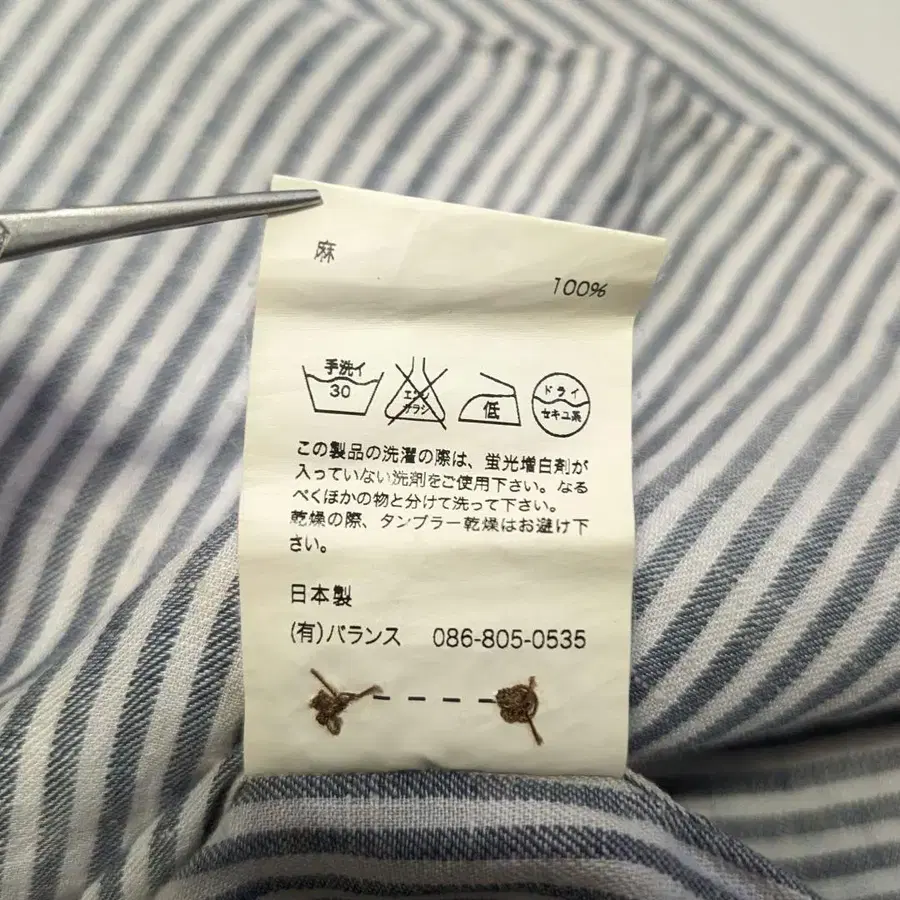 麻
100%
手洗イ
30
エンソ
サラシ
低
ドライ
セキユ系
この製品の洗濯の際は、蛍光増白剤が
入っていない洗剤をご使用下さい。なる
べくほかの物と分けて洗って下さい。
乾燥の際、タンブラー乾燥はお避け下
さい。
日本製
(有)バランス 086-805-0535